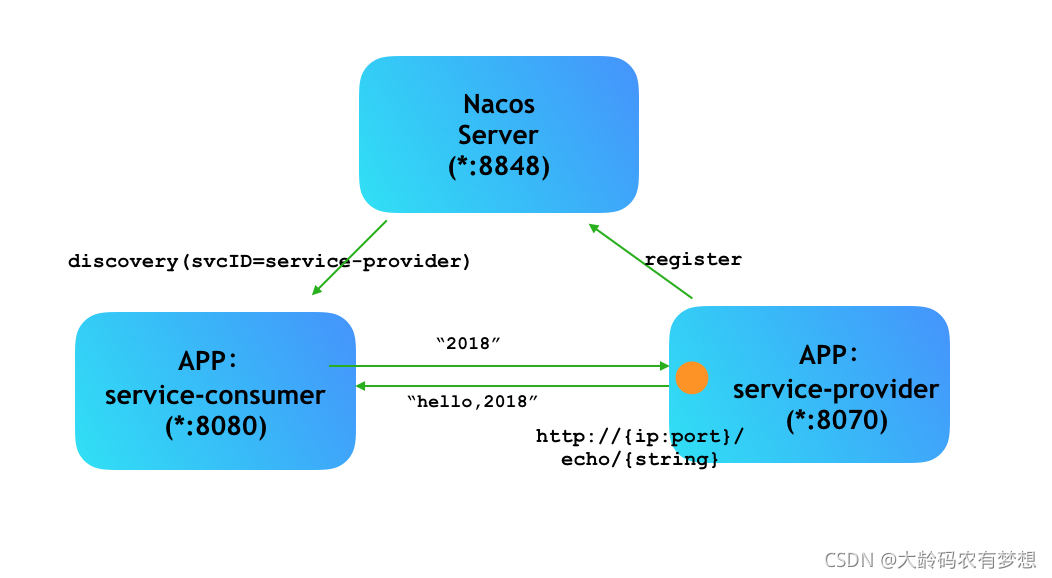 Nacos
Server
(*:8848)
discovery(svcID=service-provider)
register
APP：
service-consumer
(*:8080)
“2018”
“hello,2018”
APP：
service-provider
(*:8070)
http://{ip:port}/
echo/{string}
CSDN @大龄码农有梦想